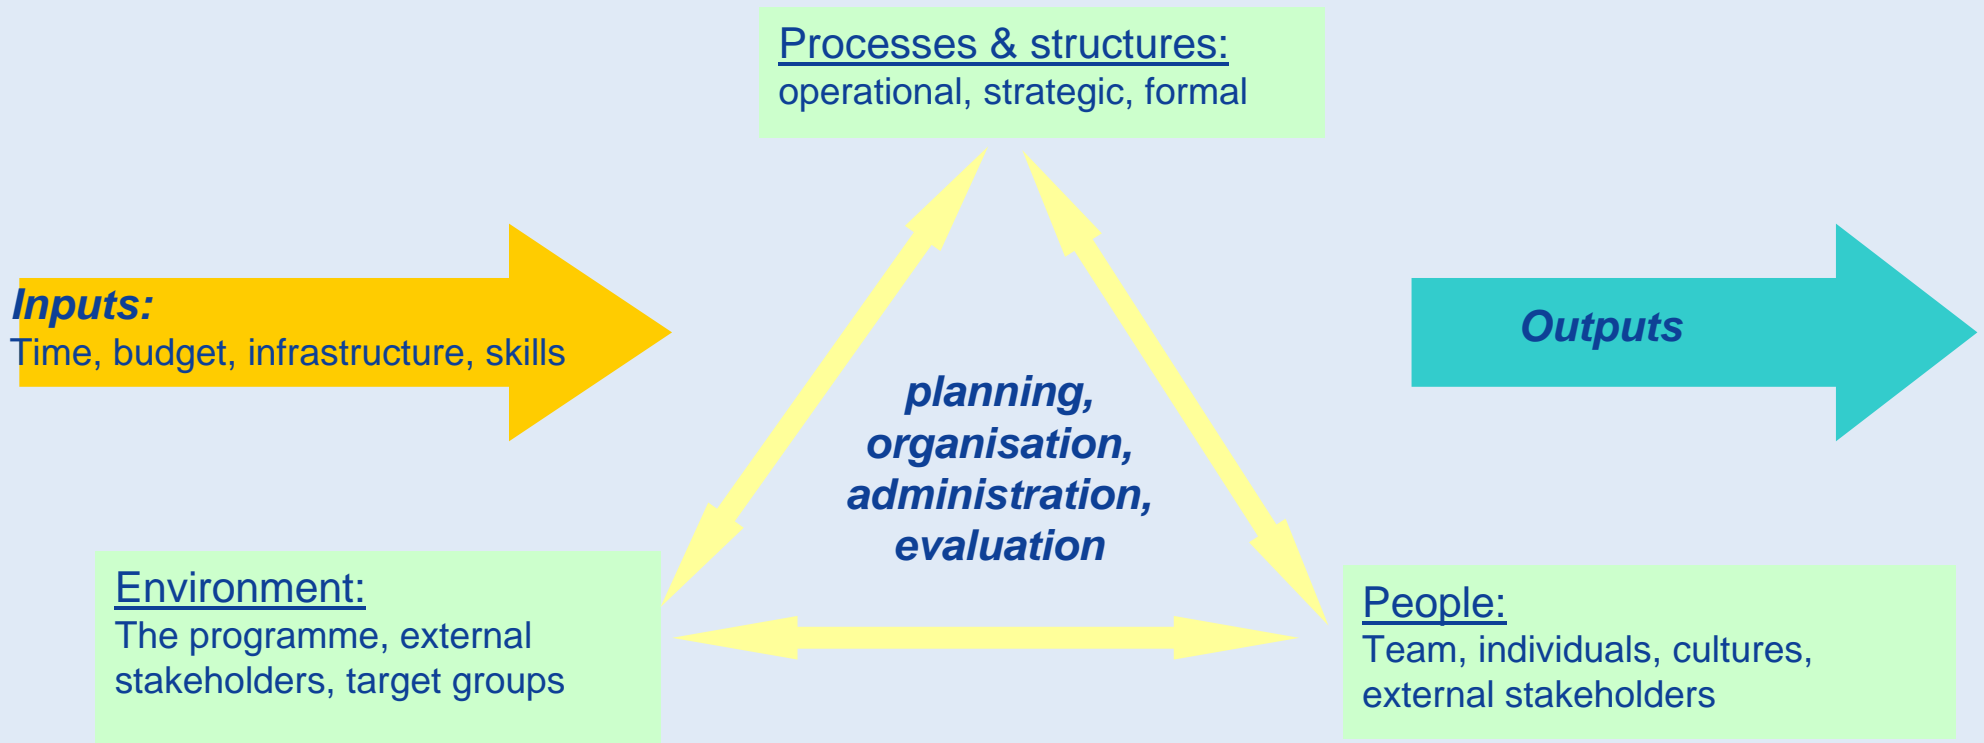 Processes & structures:
operational, strategic, formal
Inputs:
Time, budget, infrastructure, skills
Outputs
planning,
organisation,
administration,
evaluation
Environment:
The programme, external
stakeholders, target groups
People:
Team, individuals, cultures,
external stakeholders